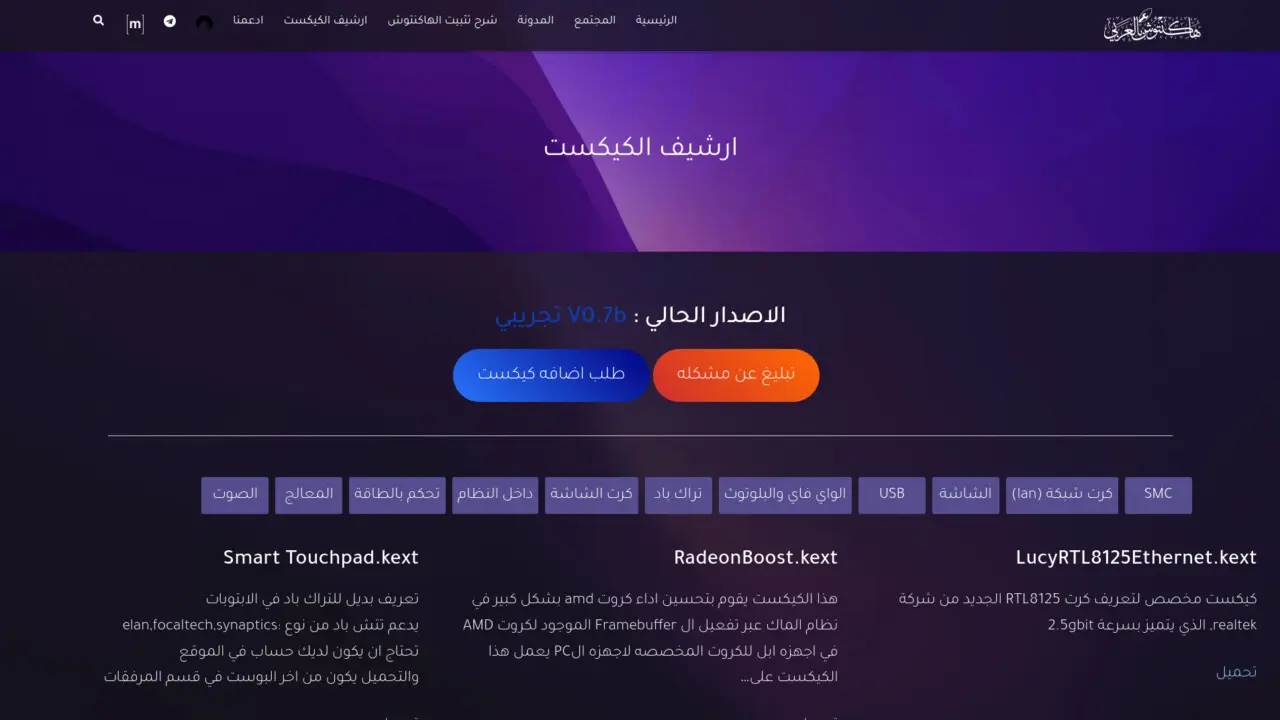 هاكنتوش بالعربي
الرئيسية
المجتمع
المدونة
شرح تثبيت الهاكنتوش
ارشيف الكيكست
ادعمنا
[m]
ارشيف الكيكست
الاصدار الحالي : V0.7b تجريبي
تبليغ عن مشكله
طلب اضافه كيكست
SMC
كرت شبكة (lan)
الشاشة
USB
الواي فاي والبلوتوث
تراك باد
كرت الشاشة
داخل النظام
تحكم بالطاقة
المعالج
الصوت
LucyRTL8125Ethernet.kext
كيكست مخصص لتعريف كرت RTL8125 الجديد من شركة
realtek, الذي يتميز بسرعة 2.5gbit
تحميل
RadeonBoost.kext
هذا الكيكست يقوم بتحسين اداء كروت amd بشكل كبير في
نظام الماك عبر تفعيل ال Framebuffer الموجود لكروت AMD
في اجهزه ابل للكروت المخصصه لاجهزه الPC يعمل هذا
الكيكست على...
Smart Touchpad.kext
تعريف بديل للتراك باد في الابتوبات
يدعم تتش باد من نوع :elan,focaltech,synaptics
تحتاج ان يكون لديك حساب في الموقع
والتحميل يكون من اخر البوست في قسم المرفقات